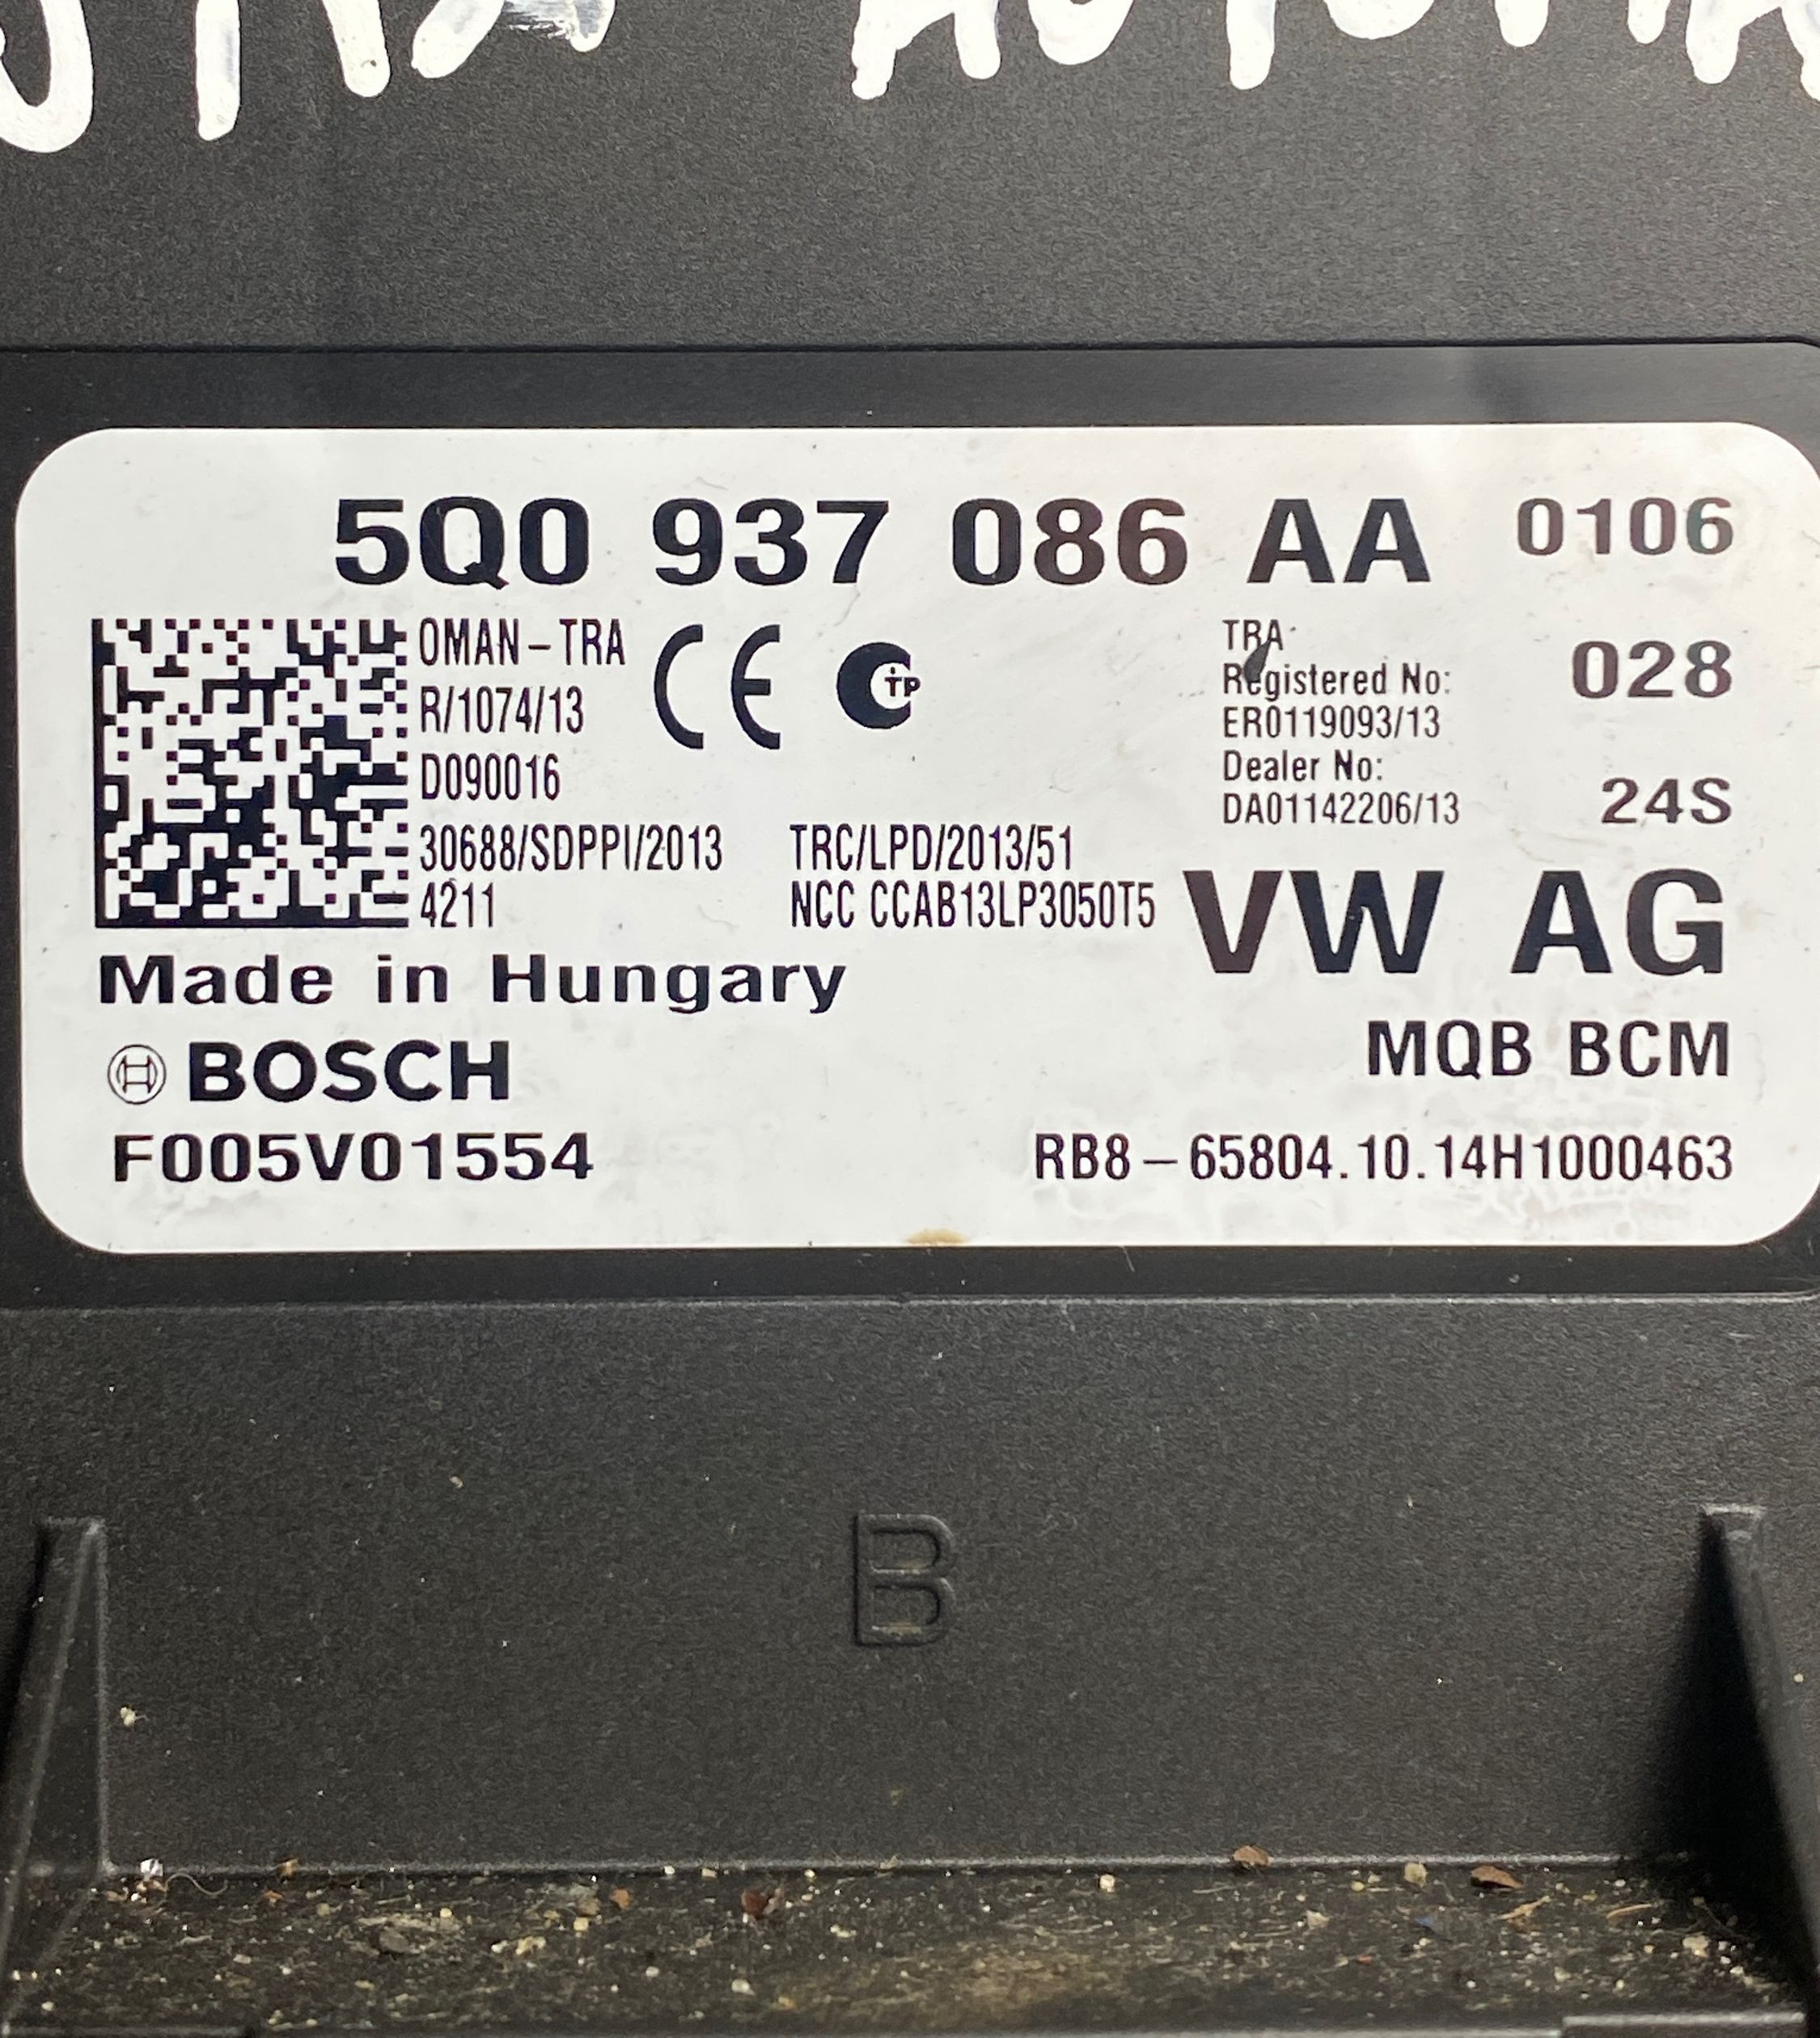 5Q0 937 086 AA 0106
OMAN-TRA
R/1074/13
D090016
30688/SDPPI/2013
4211
CE
TP
TRC/LPD/2013/51
NCC CCAB13LP3050T5
TRA
Registered No:
ER0119093/13
Dealer No:
DA01142206/13
028
24S
VW AG
MQB BCM
Made in Hungary
BOSCH
F005V01554
RB8-65804.10.14H1000463
B